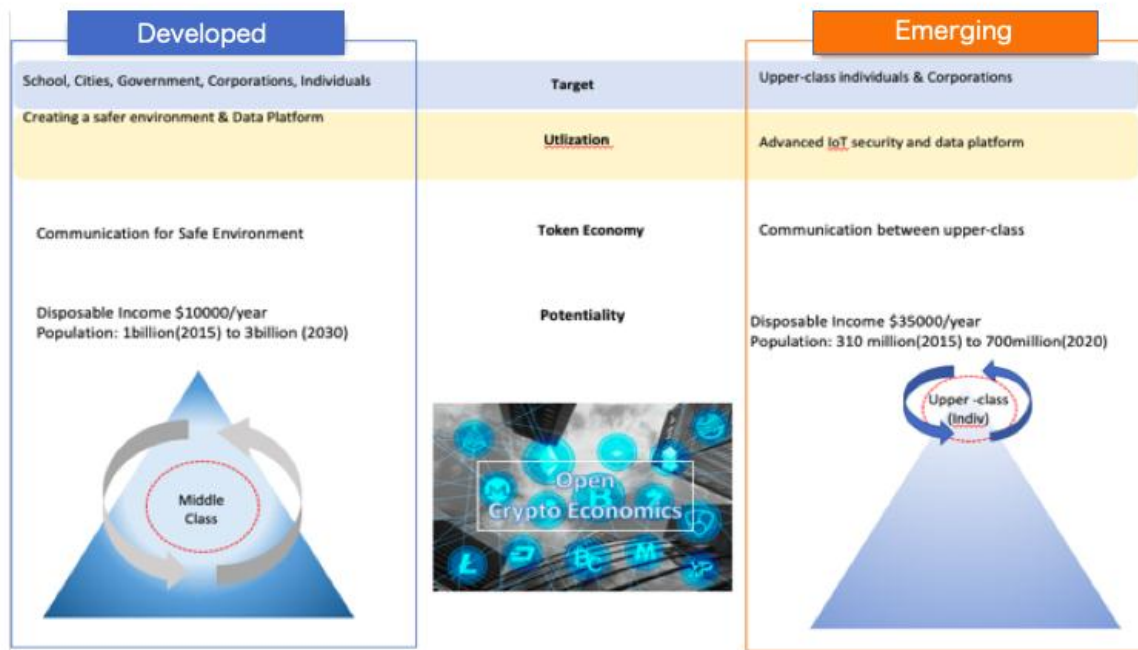 Developed
Emerging
School, Cities, Government, Corporations, Individuals
Target
Upper-class individuals & Corporations
Creating a safer environment & Data Platform
Utlization
Advanced IoT security and data platform
Communication for Safe Environment
Token Economy
Communication between upper-class
Disposable Income $10000/year
Population: 1billion(2015) to 3billion (2030)
Potentiality
Disposable Income $35000/year
Population: 310 million(2015) to 700million(2020)
Middle
Class
Open
Crypto Economics
Upper -class
(Indiv)